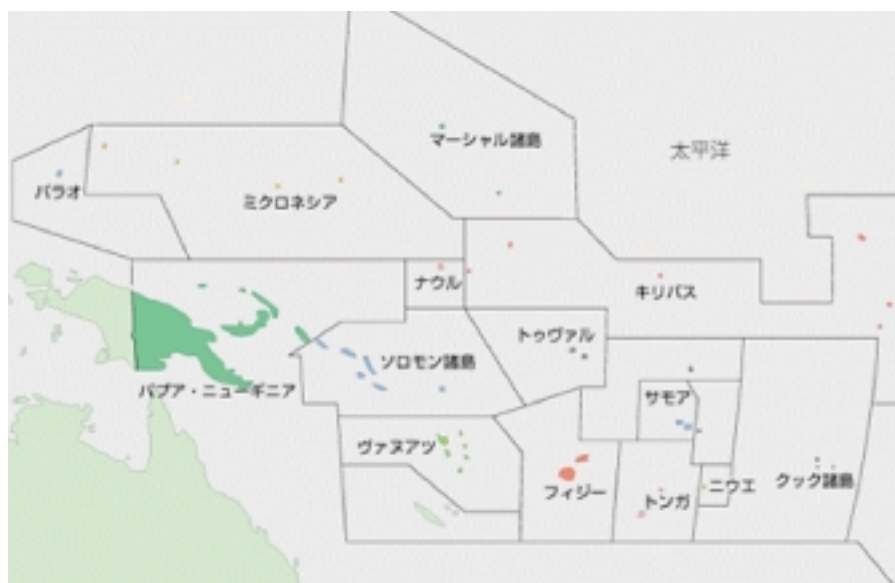 マーシャル諸島
太平洋
パラオ
ミクロネシア
ナウル
キリバス
トゥヴァル
ソロモン諸島
パプア・ニューギニア
サモア
ヴァヌアツ
フィジー
トンガ
ニウエ
クック諸島